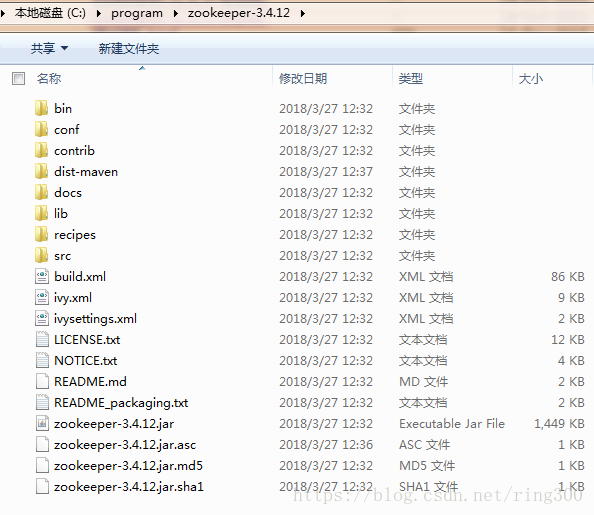 本地磁盘 (C:) ▸ program ▸ zookeeper-3.4.12 ▸
共享 ▼ 新建文件夹
名称 修改日期 类型 大小
bin 2018/3/27 12:32 文件夹
conf 2018/3/27 12:32 文件夹
contrib 2018/3/27 12:32 文件夹
dist-maven 2018/3/27 12:37 文件夹
docs 2018/3/27 12:32 文件夹
lib 2018/3/27 12:32 文件夹
recipes 2018/3/27 12:32 文件夹
src 2018/3/27 12:32 文件夹
build.xml 2018/3/27 12:32 XML 文档 86 KB
ivy.xml 2018/3/27 12:32 XML 文档 9 KB
ivysettings.xml 2018/3/27 12:32 XML 文档 2 KB
LICENSE.txt 2018/3/27 12:32 文本文档 12 KB
NOTICE.txt 2018/3/27 12:32 文本文档 4 KB
README.md 2018/3/27 12:32 MD 文件 2 KB
README_packaging.txt 2018/3/27 12:32 文本文档 2 KB
zookeeper-3.4.12.jar 2018/3/27 12:32 Executable Jar File 1,449 KB
zookeeper-3.4.12.jar.asc 2018/3/27 12:36 ASC 文件 1 KB
zookeeper-3.4.12.jar.md5 2018/3/27 12:32 MD5 文件 1 KB
zookeeper-3.4.12.jar.sha1 2018/3/27 12:32 SHA1 文件 1 KB
https://blog.csdn.net/ring300